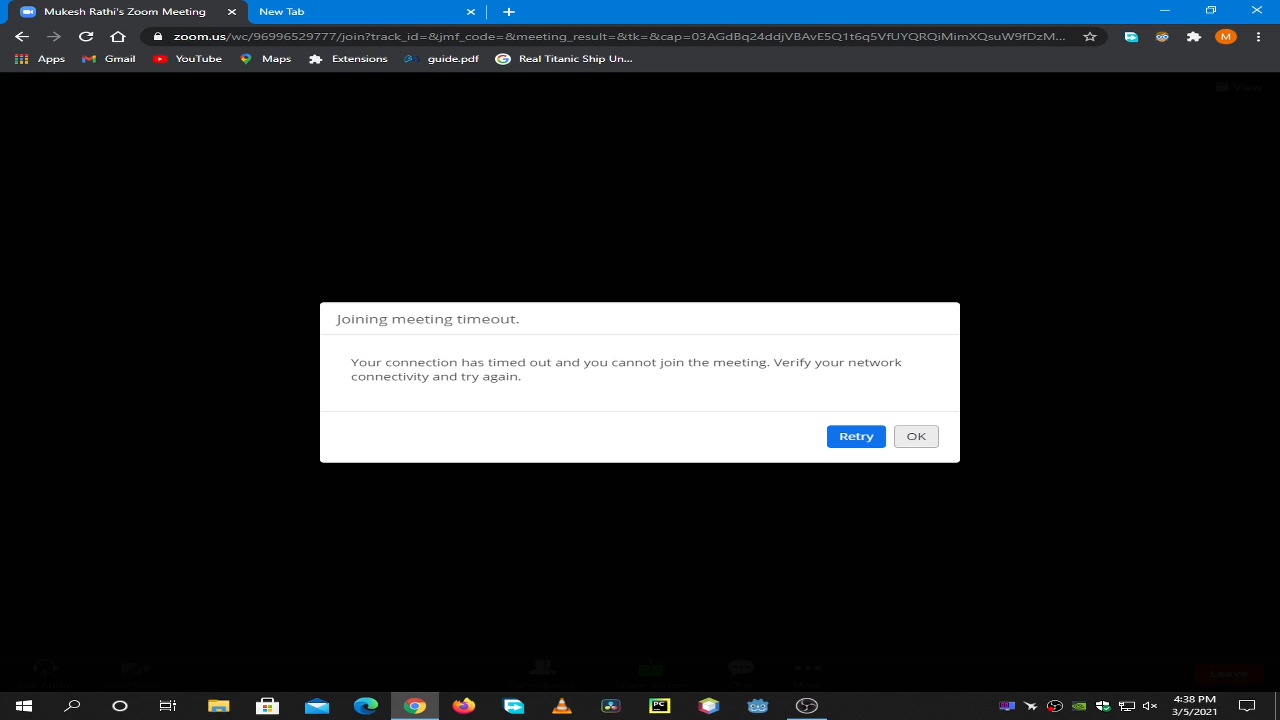 Mukesh Rathi's Zoom Meeting
New Tab
zoom.us/wc/96996529777/join?track_id=&jmf_code=&meeting_result=&tk=&cap=03AGdBq24ddjVBAvE5Q1t6q5VfUYQRQiMimXQsuW9fDzM...
M
Apps
Gmail
YouTube
Maps
Extensions
guide.pdf
Real Titanic Ship Un...
View
Joining meeting timeout.
Your connection has timed out and you cannot join the meeting. Verify your network
connectivity and try again.
Retry
OK
Leave
PC
4:38 PM
3/5/2021